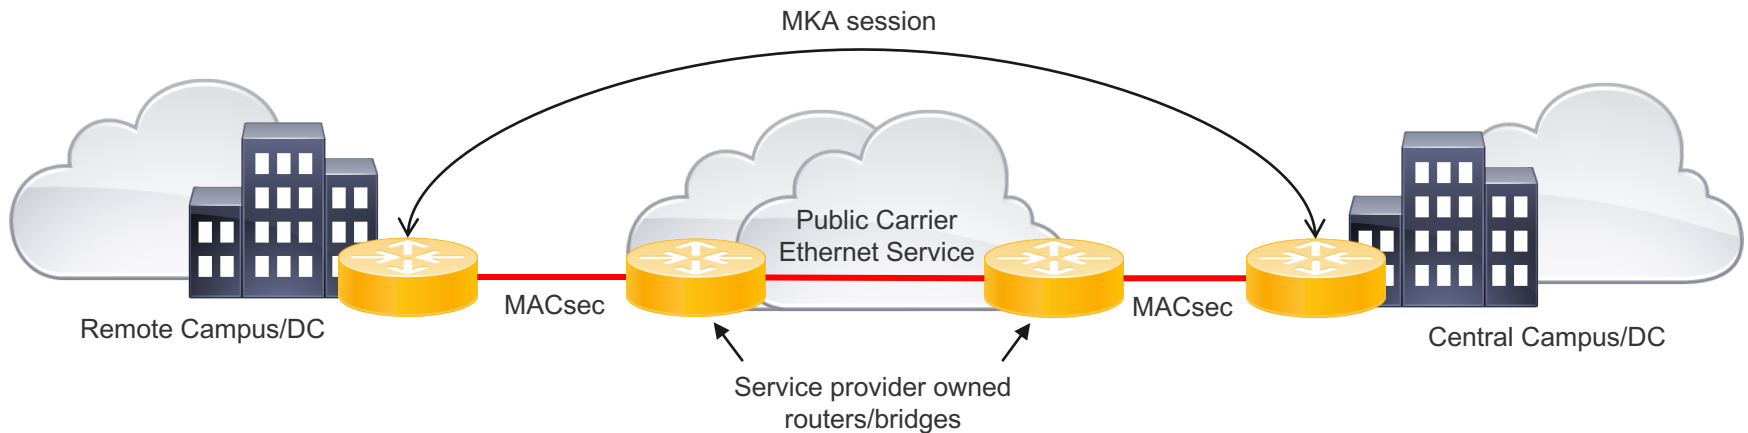 MKA session
Public Carrier
Ethernet Service
MACsec
MACsec
Remote Campus/DC
Central Campus/DC
Service provider owned
routers/bridges